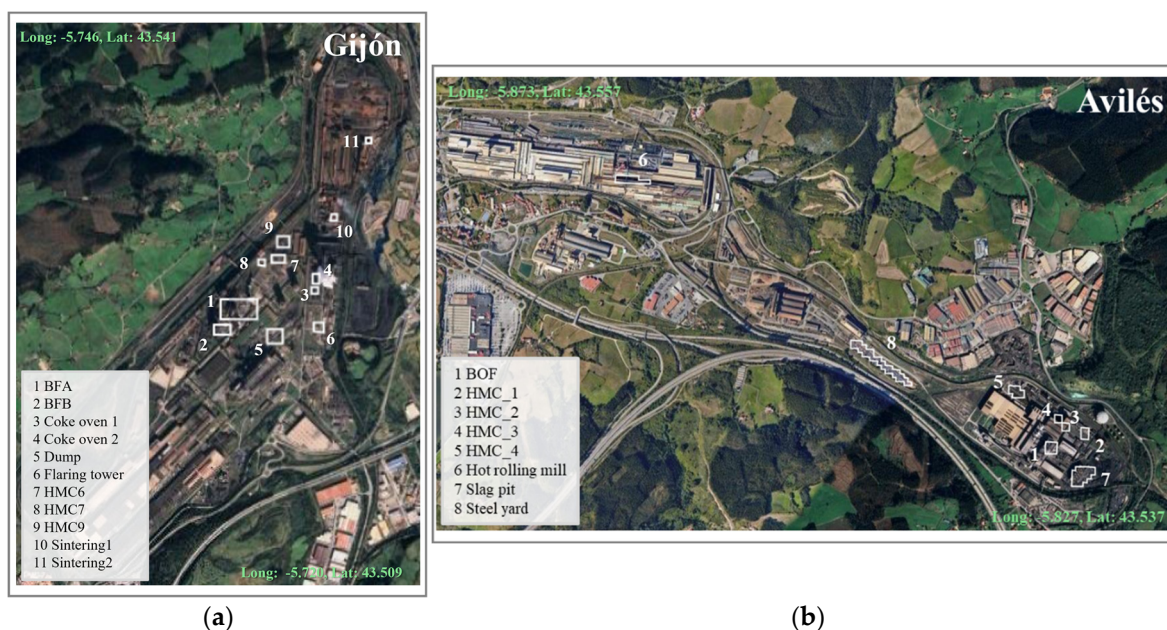 Long: -5.746, Lat: 43.541
Gijón
11
9
10
8
7
4
3
1
2
5
6
1 BFA
2 BFB
3 Coke oven 1
4 Coke oven 2
5 Dump
6 Flaring tower
7 HMC6
8 HMC7
9 HMC9
10 Sintering1
11 Sintering2
Long: -5.720, Lat: 43.509
(a)
Long: -5.873, Lat: 43.557
Avilés
6
8
5
4
3
2
1
7
1 BOF
2 HMC_1
3 HMC_2
4 HMC_3
5 HMC_4
6 Hot rolling mill
7 Slag pit
8 Steel yard
Long: -5.827, Lat: 43.537
(b)